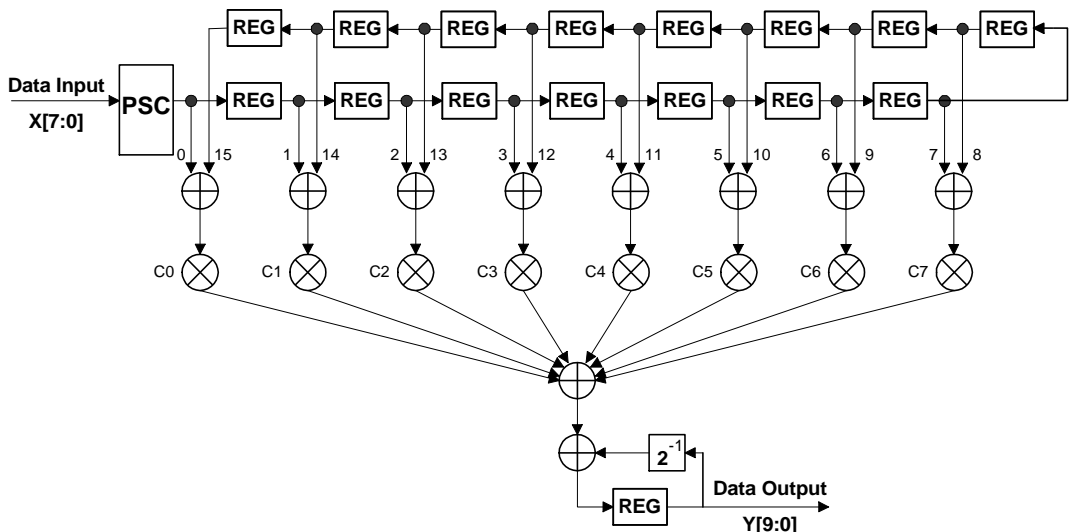 REG REG REG REG REG REG REG REG
Data Input
X[7:0]
PSC
REG REG REG REG REG REG REG
0 15 1 14 2 13 3 12 4 11 5 10 6 9 7 8
C0 C1 C2 C3 C4 C5 C6 C7
2^-1
REG
Data Output
Y[9:0]